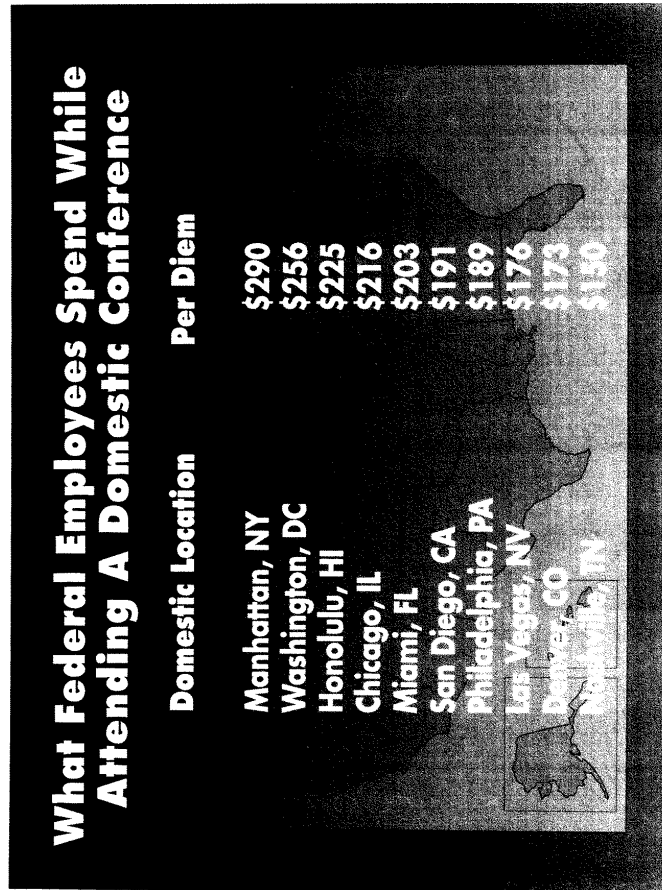 What Federal Employees Spend While
Attending A Domestic Conference
Domestic Location Per Diem
Manhattan, NY $290
Washington, DC $256
Honolulu, HI $225
Chicago, IL $216
Miami, FL $203
San Diego, CA $191
Philadelphia, PA $189
Las Vegas, NV $176
Denver, CO $173
Nashville, TN $150